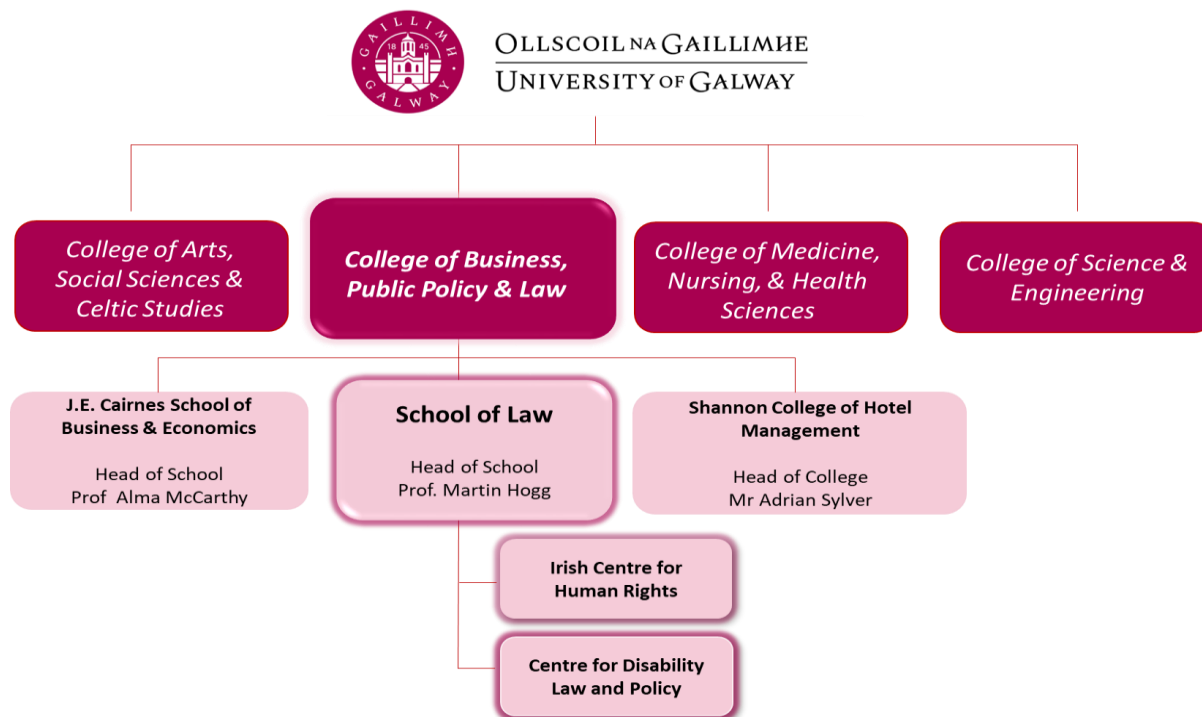 GAILLIMH
18 45
GALWAY
OLLSCOIL NA GAILLIMHE
UNIVERSITY OF GALWAY
College of Arts,
Social Sciences &
Celtic Studies
College of Business,
Public Policy & Law
College of Medicine,
Nursing, & Health
Sciences
College of Science &
Engineering
J.E. Cairnes School of
Business & Economics
Head of School
Prof  Alma McCarthy
School of Law
Head of School
Prof. Martin Hogg
Shannon College of Hotel
Management
Head of College
Mr Adrian Sylver
Irish Centre for
Human Rights
Centre for Disability
Law and Policy